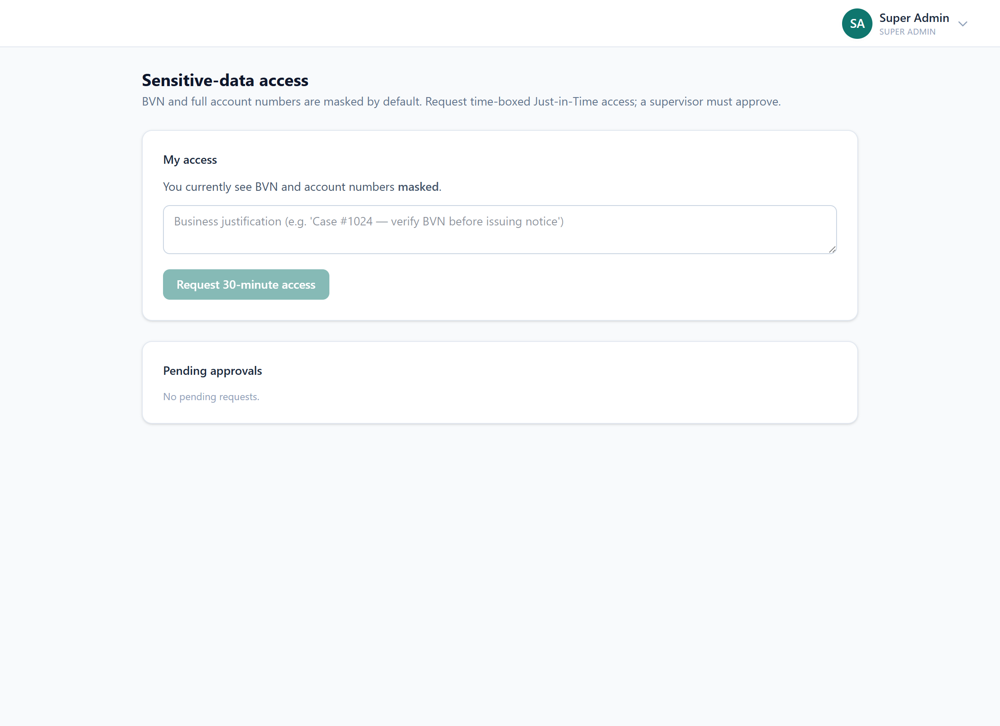 SA
Super Admin
SUPER ADMIN
Sensitive-data access
BVN and full account numbers are masked by default. Request time-boxed Just-in-Time access; a supervisor must approve.
My access
You currently see BVN and account numbers masked.
Business justification (e.g. 'Case #1024 — verify BVN before issuing notice')
Request 30-minute access
Pending approvals
No pending requests.